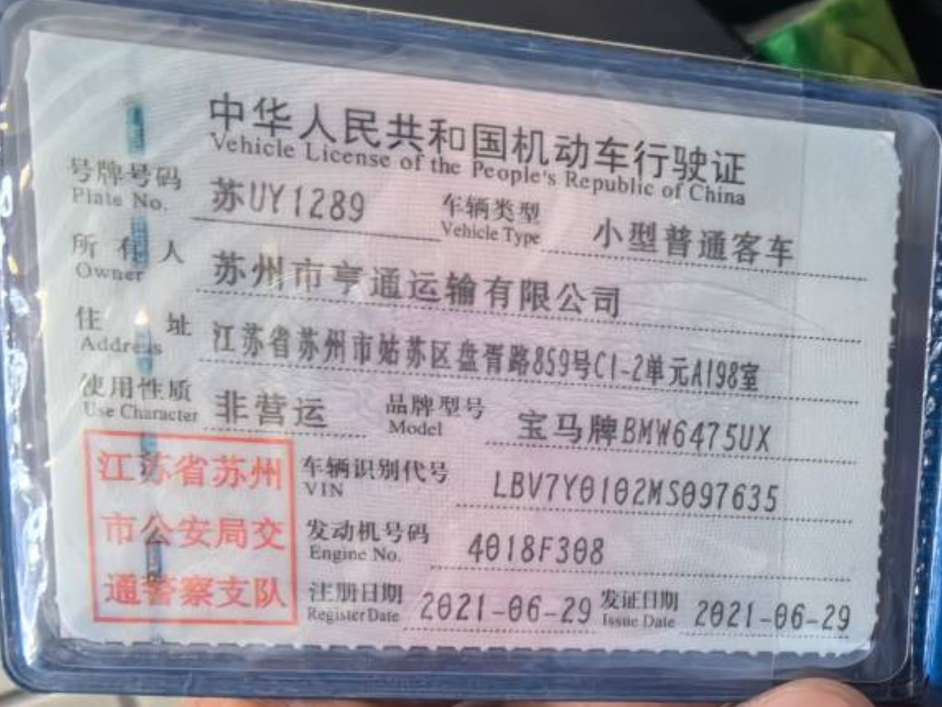 中华人民共和国机动车行驶证
Vehicle License of the People's Republic of China
号牌号码 苏UY1289 车辆类型 小型普通客车
Plate No. Vehicle Type
所有人 苏州市亨通运输有限公司
Owner
住址 江苏省苏州市姑苏区盘胥路859号C1-2单元A198室
Address
使用性质 非营运 品牌型号 宝马牌BMW6475UX
Use Character Model
江苏省苏州
市公安局交
通警察支队
车辆识别代号 LBV7Y0102MS097635
VIN
发动机号码 4018F308
Engine No.
注册日期 2021-06-29 发证日期 2021-06-29
Register Date Issue Date